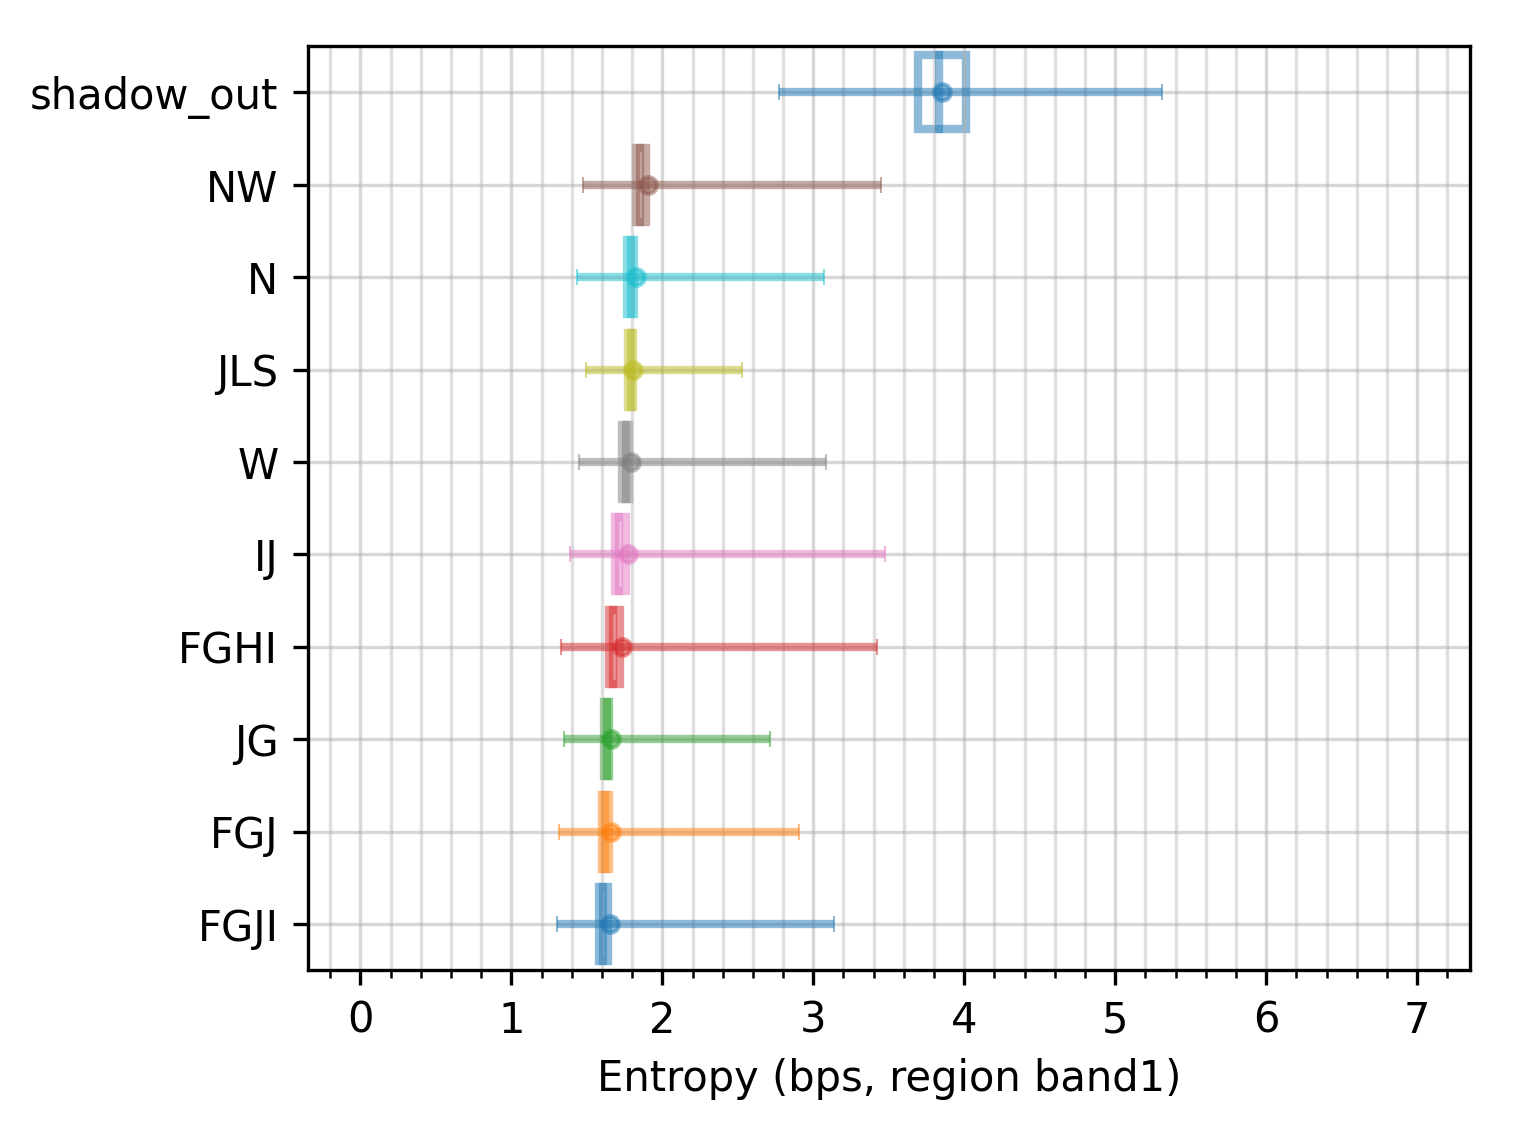 shadow_out
NW
N
JLS
W
IJ
FGHI
JG
FGJ
FGJI
0 1 2 3 4 5 6 7
Entropy (bps, region band1)